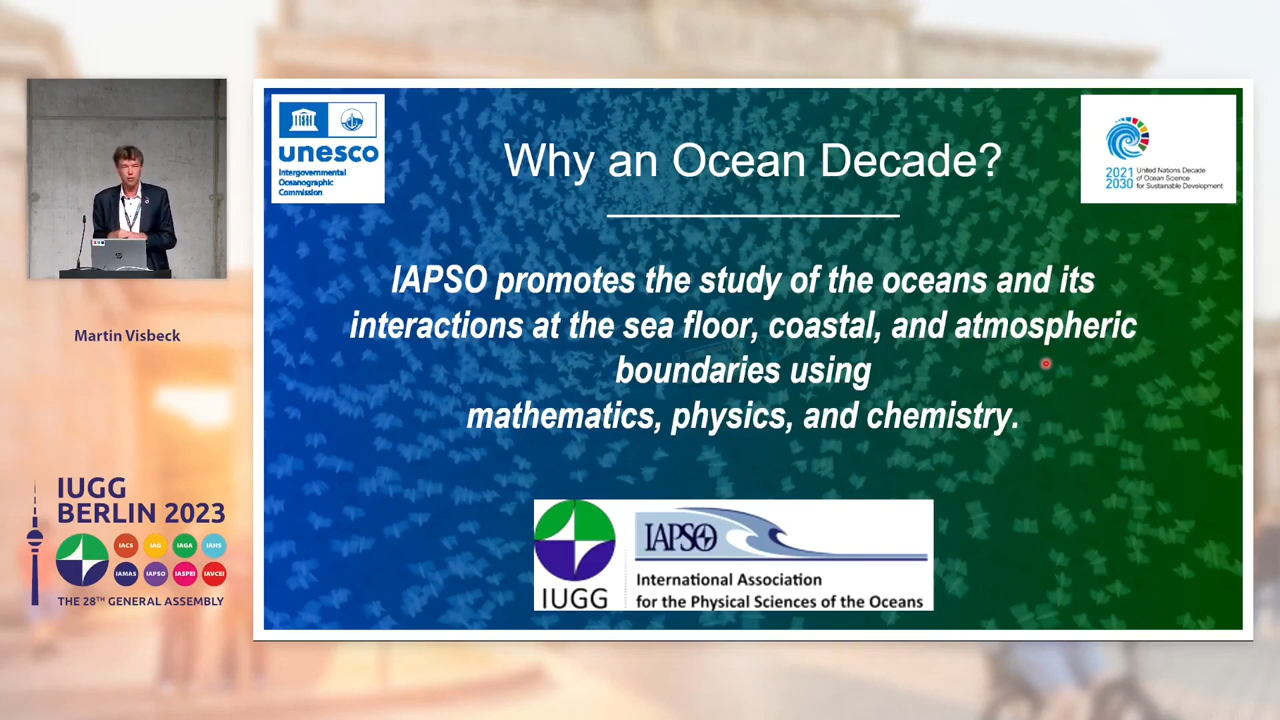 unesco
Intergovernmental
Oceanographic
Commission
Why an Ocean Decade?
2021
2030
United Nations Decade
of Ocean Science
for Sustainable Development
IAPSO promotes the study of the oceans and its
interactions at the sea floor, coastal, and atmospheric
boundaries using
mathematics, physics, and chemistry.
IUGG
IAPSO
International Association
for the Physical Sciences of the Oceans
Martin Visbeck
IUGG
BERLIN 2023
IACS IAG IAGA IAHS
IAMAS IAPSO IASPEI IAVCEI
THE 28TH GENERAL ASSEMBLY